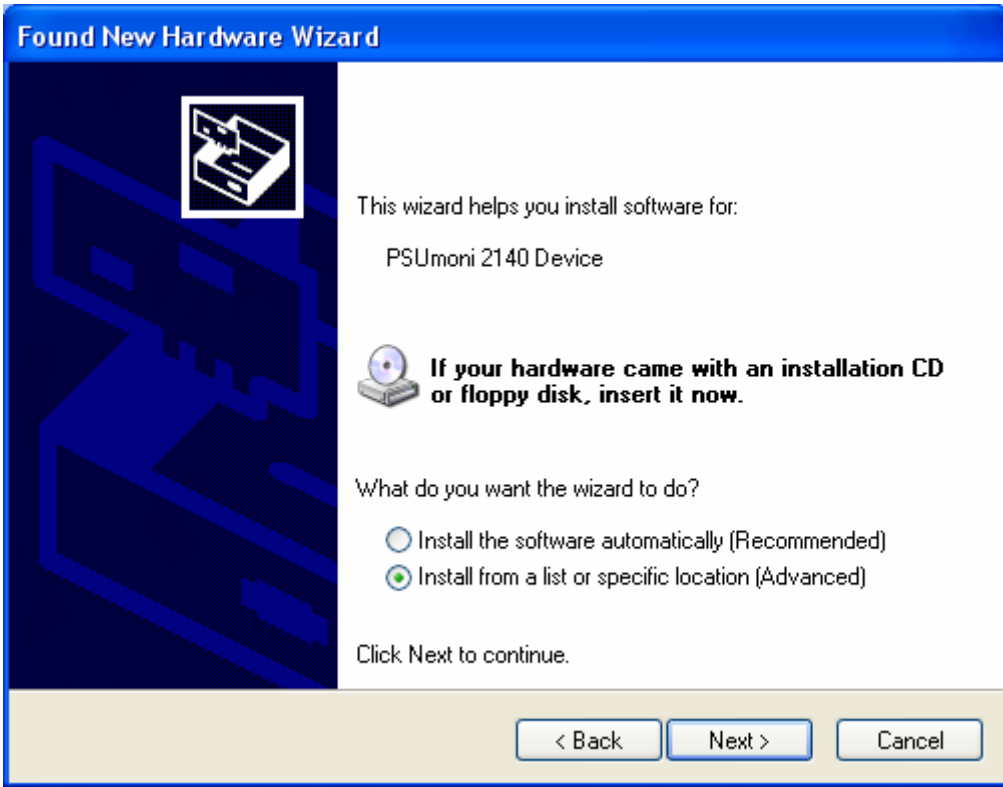 Found New Hardware Wizard
This wizard helps you install software for:
PSUmoni 2140 Device
If your hardware came with an installation CD
or floppy disk, insert it now.
What do you want the wizard to do?
Install the software automatically (Recommended)
Install from a list or specific location (Advanced)
Click Next to continue.
< Back Next > Cancel